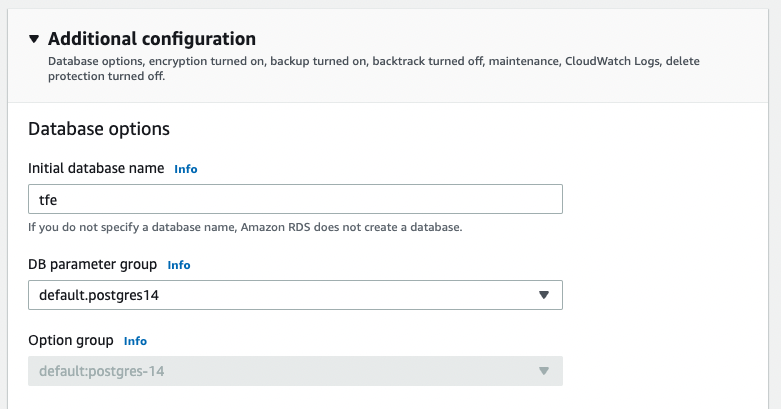 Additional configuration
Database options, encryption turned on, backup turned on, backtrack turned off, maintenance, CloudWatch Logs, delete
protection turned off.
Database options
Initial database name Info
tfe
If you do not specify a database name, Amazon RDS does not create a database.
DB parameter group Info
default.postgres14
Option group Info
default:postgres-14